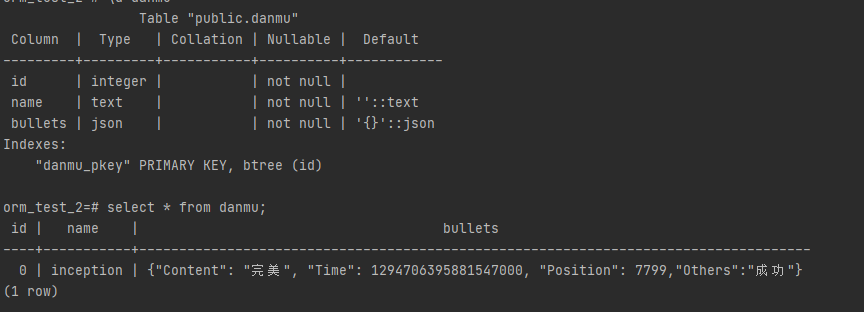 Table "public.danmu"
Column | Type | Collation | Nullable | Default
---------+---------+-----------+----------+------------
id | integer | | not null |
name | text | | not null | ''::text
bullets | json | | not null | '{}'::json
Indexes:
"danmu_pkey" PRIMARY KEY, btree (id)
orm_test_2=# select * from danmu;
id | name | bullets
----+-----------+----------------------------------------------------------------------------------
0 | inception | {"Content": "完美", "Time": 1294706395881547000, "Position": 7799,"Others":"成功"}
(1 row)